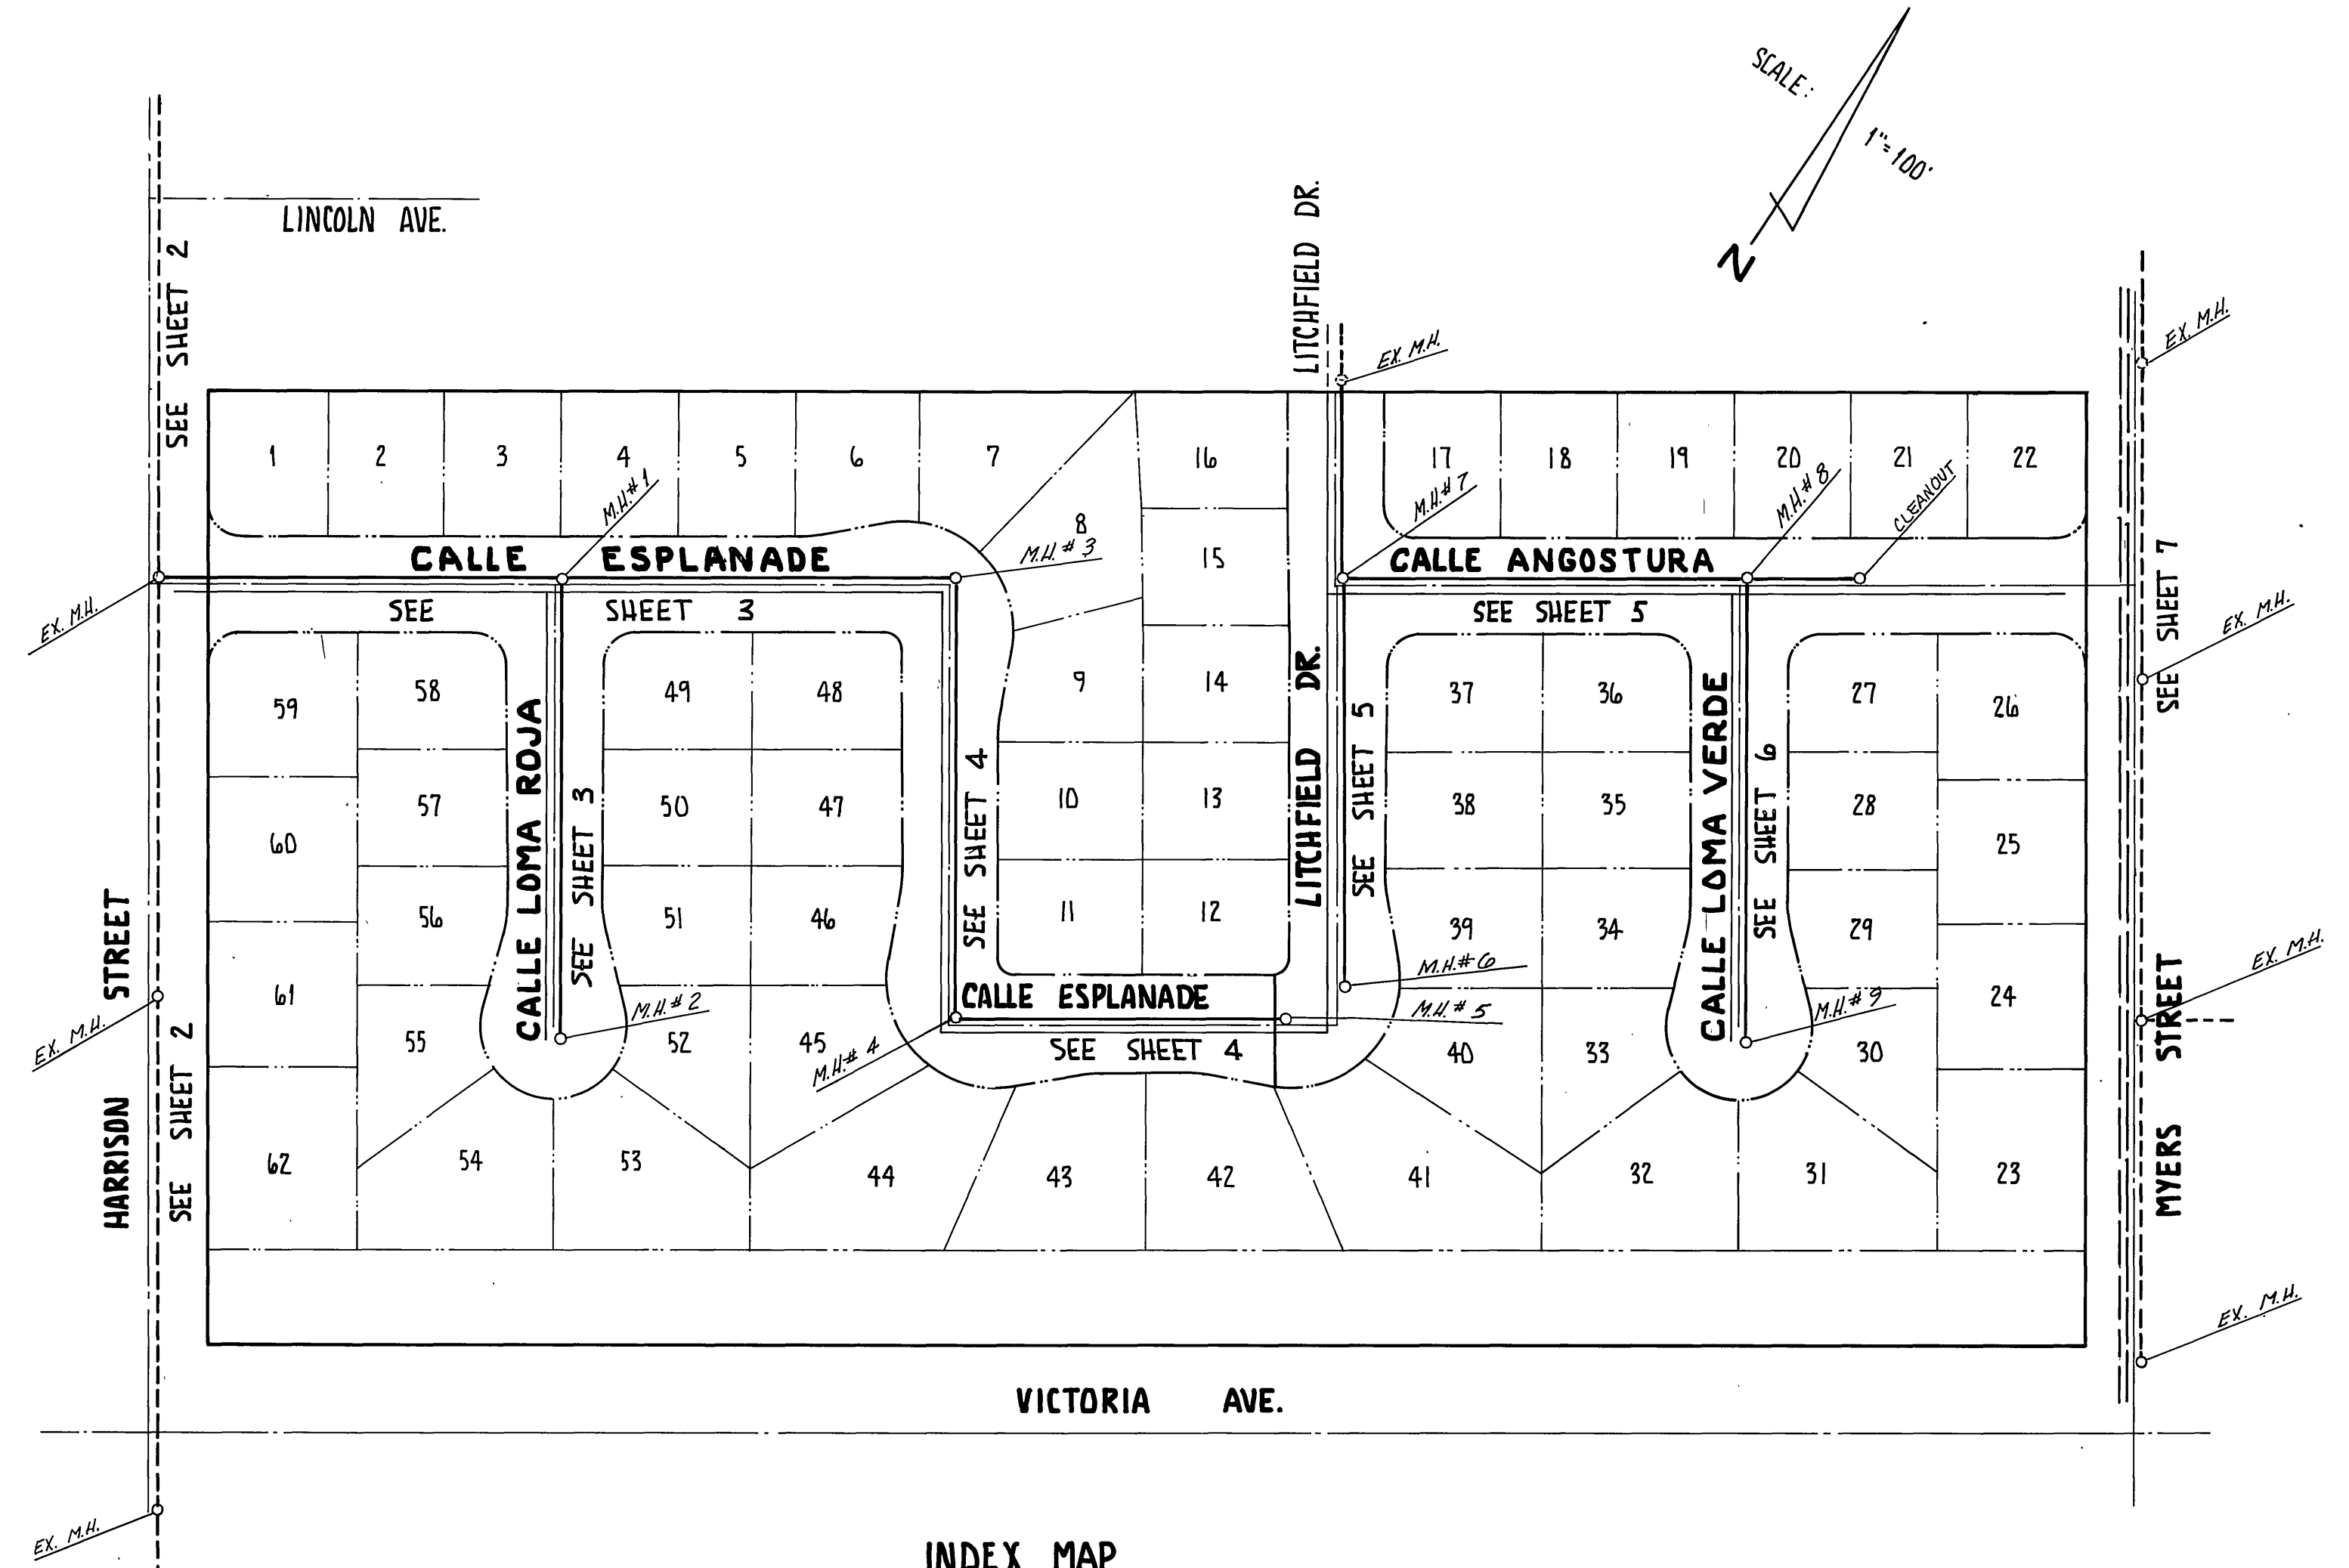 SCALE:
1"=100'
N
LINCOLN AVE.
SEE SHEET 2
LITCHFIELD DR.
EX. M.H.
EX. M.H.
1
2
3
4
5
6
7
16
17
18
19
20
21
22
M.H.#1
M.H.#7
M.H.#8
CLEANOUT
8
M.H.#3
15
CALLE ESPLANADE
CALLE ANGOSTURA
EX. M.H.
SEE SHEET 3
SEE SHEET 5
SEE SHEET 7
EX. M.H.
59
58
49
48
9
14
37
36
27
26
CALLE LOMA ROJA
SEE SHEET 3
SEE SHEET 4
LITCHFIELD DR.
SEE SHEET 5
CALLE LOMA VERDE
SEE SHEET 6
60
57
50
47
10
13
38
35
28
25
61
56
51
46
11
12
39
34
29
24
HARRISON STREET
SEE SHEET 2
MYERS STREET
EX. M.H.
EX. M.H.
M.H.#6
CALLE ESPLANADE
M.H.#5
M.H.#2
M.H.#9
55
52
45
M.H.#4
SEE SHEET 4
40
33
30
62
54
53
44
43
42
41
32
31
23
EX. M.H.
VICTORIA AVE.
EX. M.H.
INDEX MAP